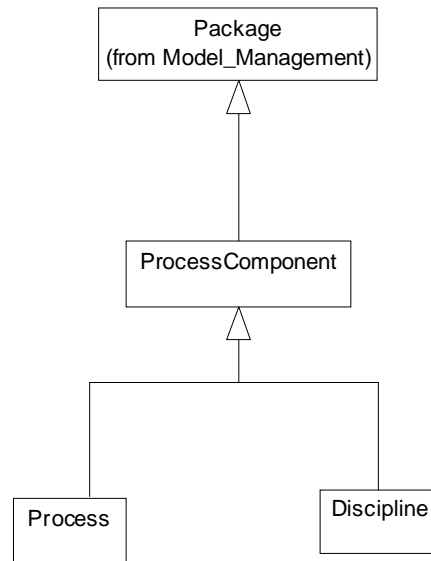 Package
(from Model_Management)
ProcessComponent
Process
Discipline